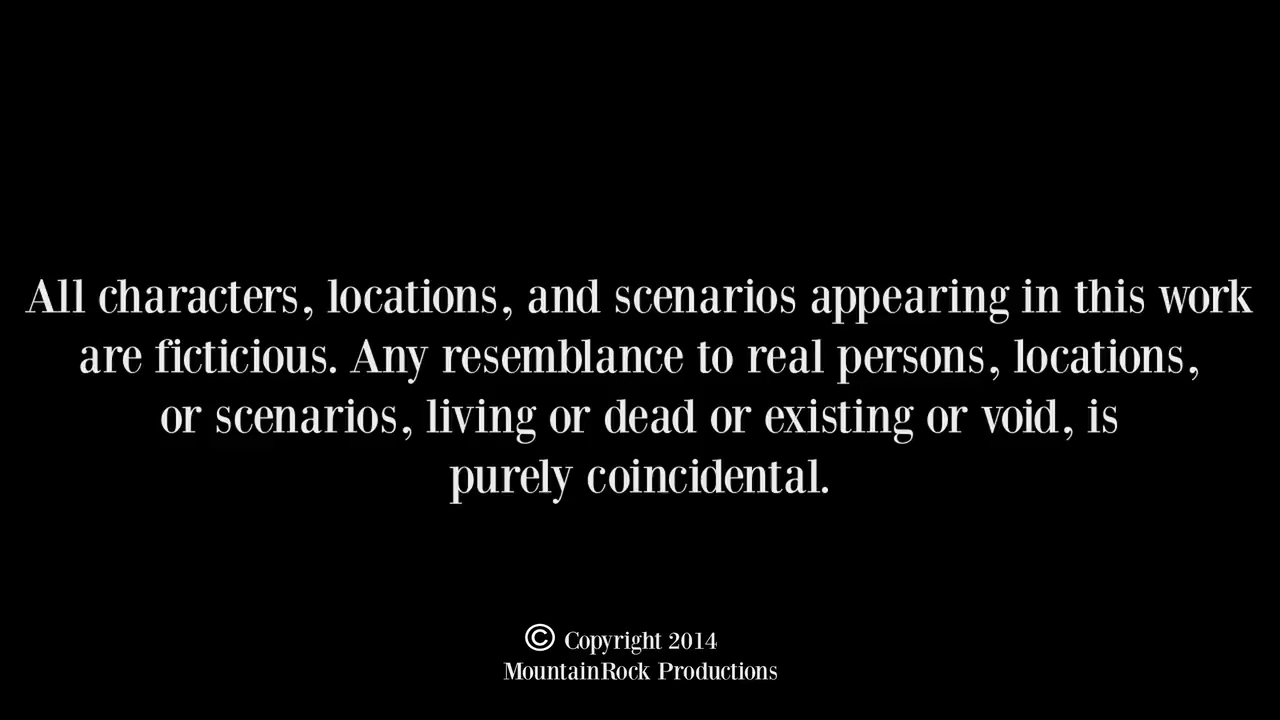 All characters, locations, and scenarios appearing in this work
are ficticious. Any resemblance to real persons, locations,
or scenarios, living or dead or existing or void, is
purely coincidental.
© Copyright 2014
MountainRock Productions